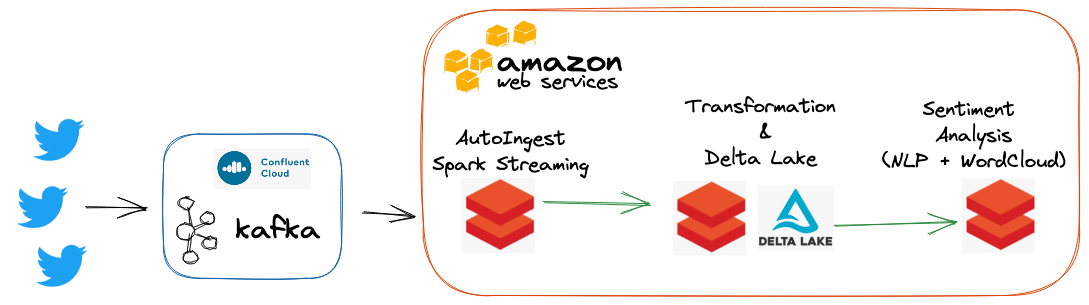 amazon
web services
Confluent
Cloud
kafka
AutoIngest
Spark Streaming
Transformation
&
Delta Lake
DELTA LAKE
Sentiment
Analysis
(NLP + WordCloud)